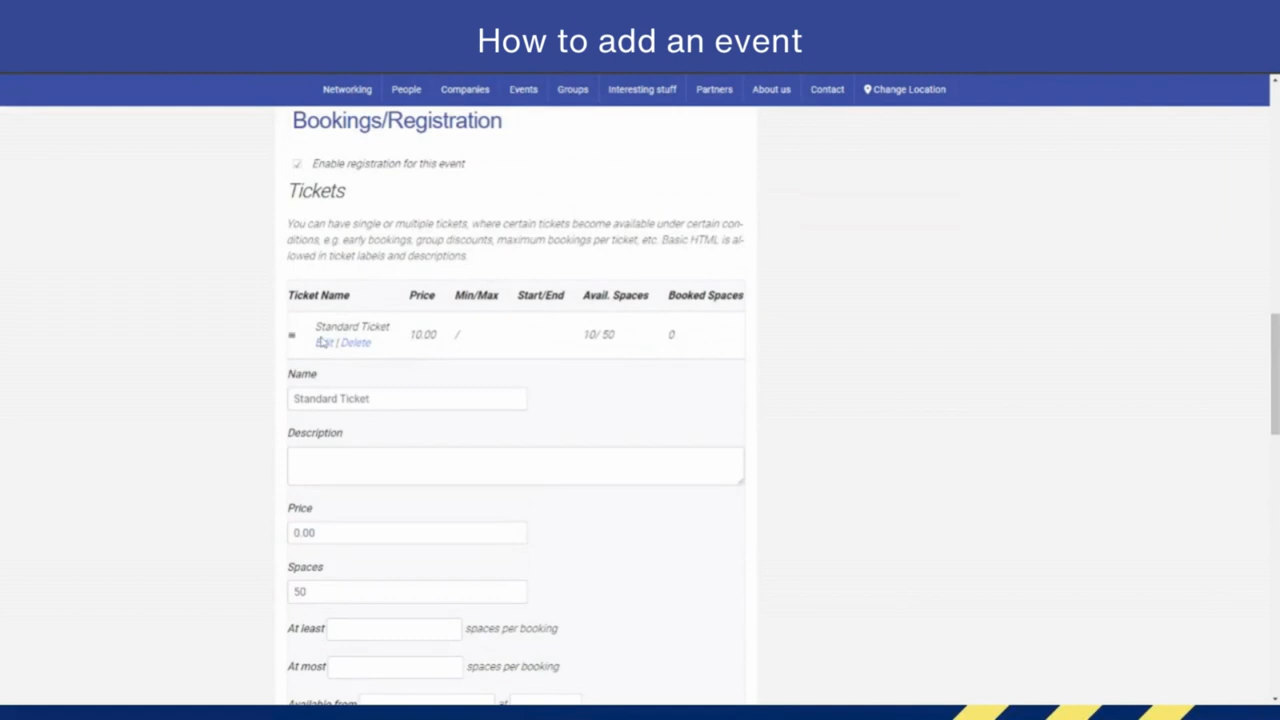 How to add an event
Networking People Companies Events Groups Interesting stuff Partners About us Contact Change Location
Bookings/Registration
Enable registration for this event
Tickets
You can have single or multiple tickets, where certain tickets become available under certain con-
ditions, e.g. early bookings, group discounts, maximum bookings per ticket, etc. Basic HTML is al-
lowed in ticket labels and descriptions.
Ticket Name Price Min/Max Start/End Avail. Spaces Booked Spaces
Standard Ticket 10.00 / 10/ 50 0
Edit | Delete
Name
Standard Ticket
Description
Price
0.00
Spaces
50
At least spaces per booking
At most spaces per booking
Available from at